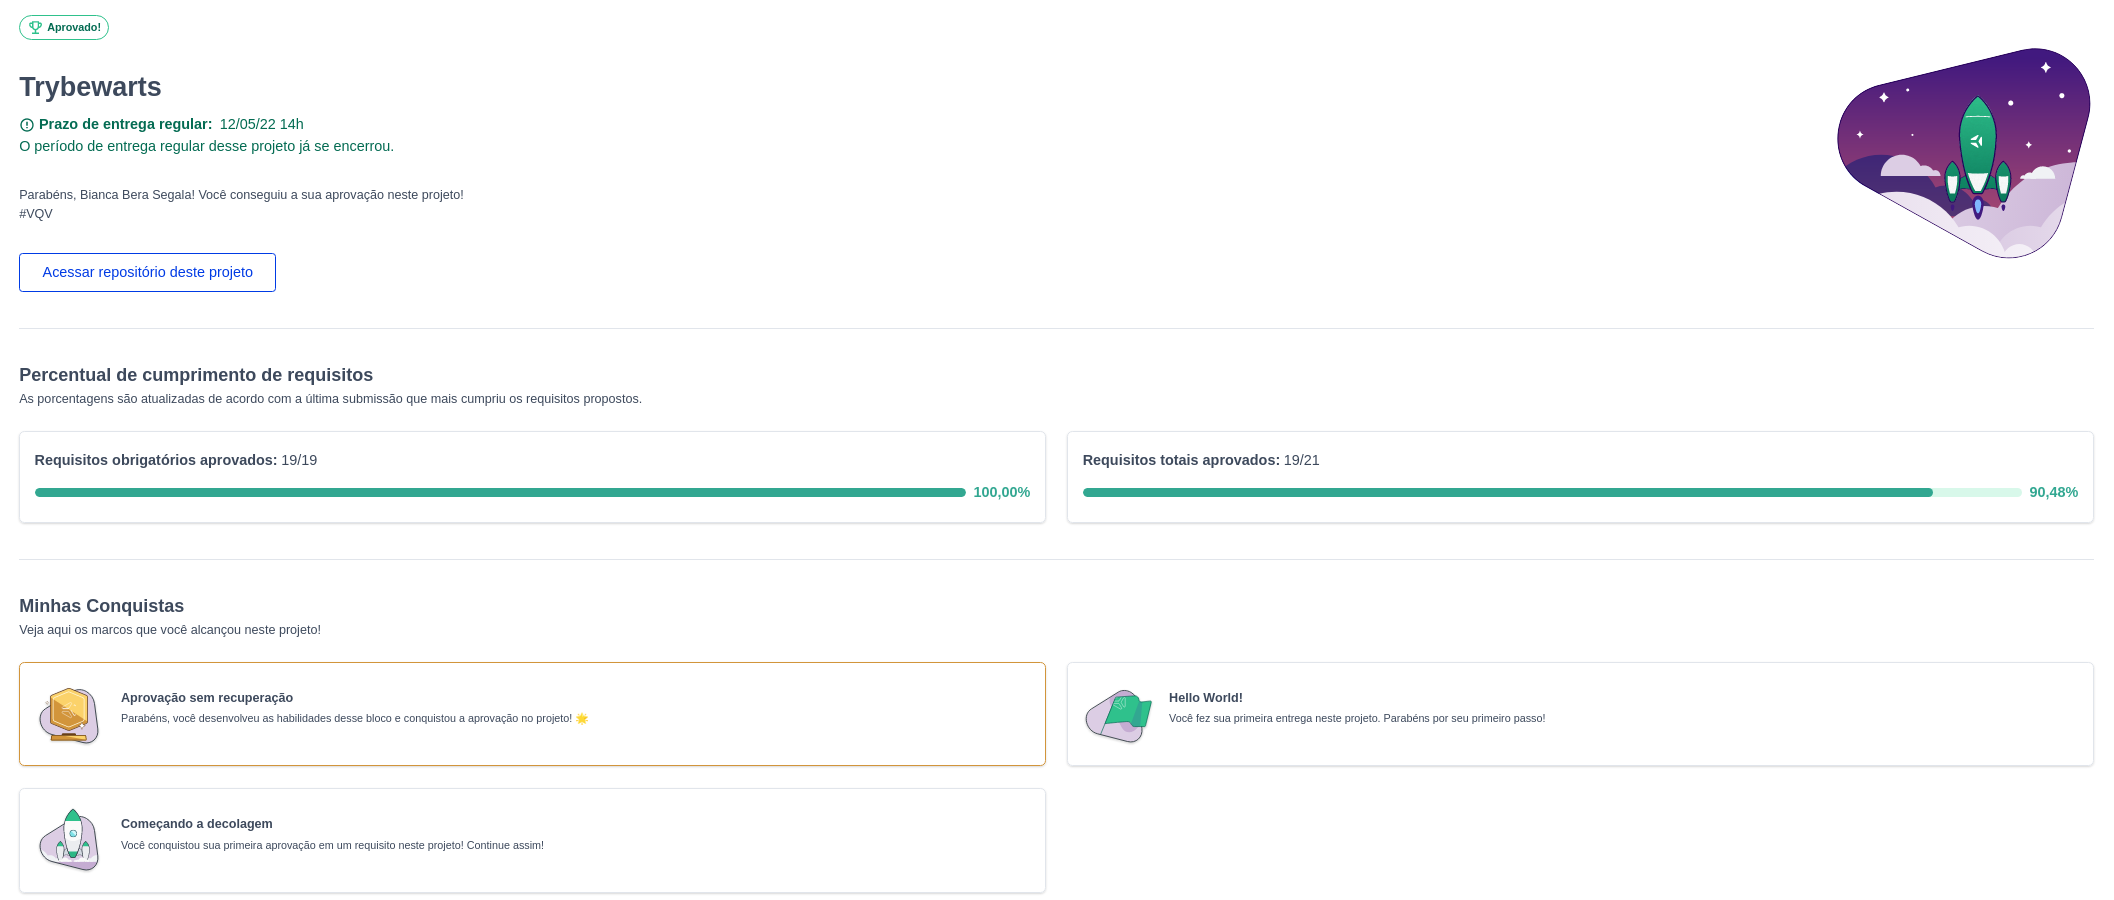 Aprovado!
Trybewarts
Prazo de entrega regular: 12/05/22 14h
O período de entrega regular desse projeto já se encerrou.
Parabéns, Bianca Bera Segala! Você conseguiu a sua aprovação neste projeto!
#VQV
Acessar repositório deste projeto
Percentual de cumprimento de requisitos
As porcentagens são atualizadas de acordo com a última submissão que mais cumpriu os requisitos propostos.
Requisitos obrigatórios aprovados: 19/19
100,00%
Requisitos totais aprovados: 19/21
90,48%
Minhas Conquistas
Veja aqui os marcos que você alcançou neste projeto!
Aprovação sem recuperação
Parabéns, você desenvolveu as habilidades desse bloco e conquistou a aprovação no projeto! 🌟
Hello World!
Você fez sua primeira entrega neste projeto. Parabéns por seu primeiro passo!
Começando a decolagem
Você conquistou sua primeira aprovação em um requisito neste projeto! Continue assim!